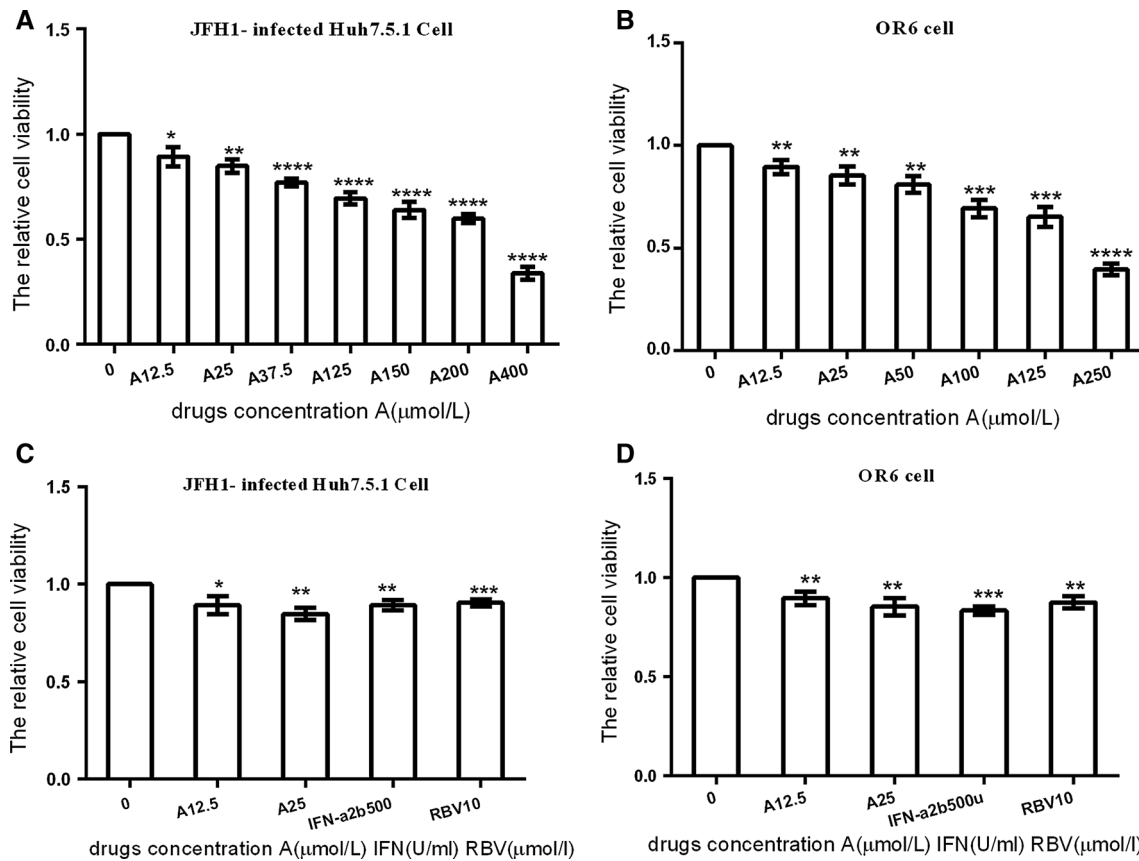 A
JFH1- infected Huh7.5.1 Cell
The relative cell viability
1.5
1.0
0.5
0.0
*
**
****
****
****
****
****
0
A12.5
A25
A37.5
A125
A150
A200
A400
drugs concentration A(μmol/L)
B
OR6 cell
The relative cell viability
1.5
1.0
0.5
0.0
**
**
**
***
***
****
0
A12.5
A25
A50
A100
A125
A250
drugs concentration A(μmol/L)
C
JFH1- infected Huh7.5.1 Cell
The relative cell viability
1.5
1.0
0.5
0.0
*
**
**
***
0
A12.5
A25
IFN-a2b500
RBV10
drugs concentration A(μmol/L) IFN(U/ml) RBV(μmol/l)
D
OR6 cell
The relative cell viability
1.5
1.0
0.5
0.0
**
**
***
**
0
A12.5
A25
IFN-a2b500u
RBV10
drugs concentration A(μmol/L) IFN(U/ml) RBV(μmol/l)